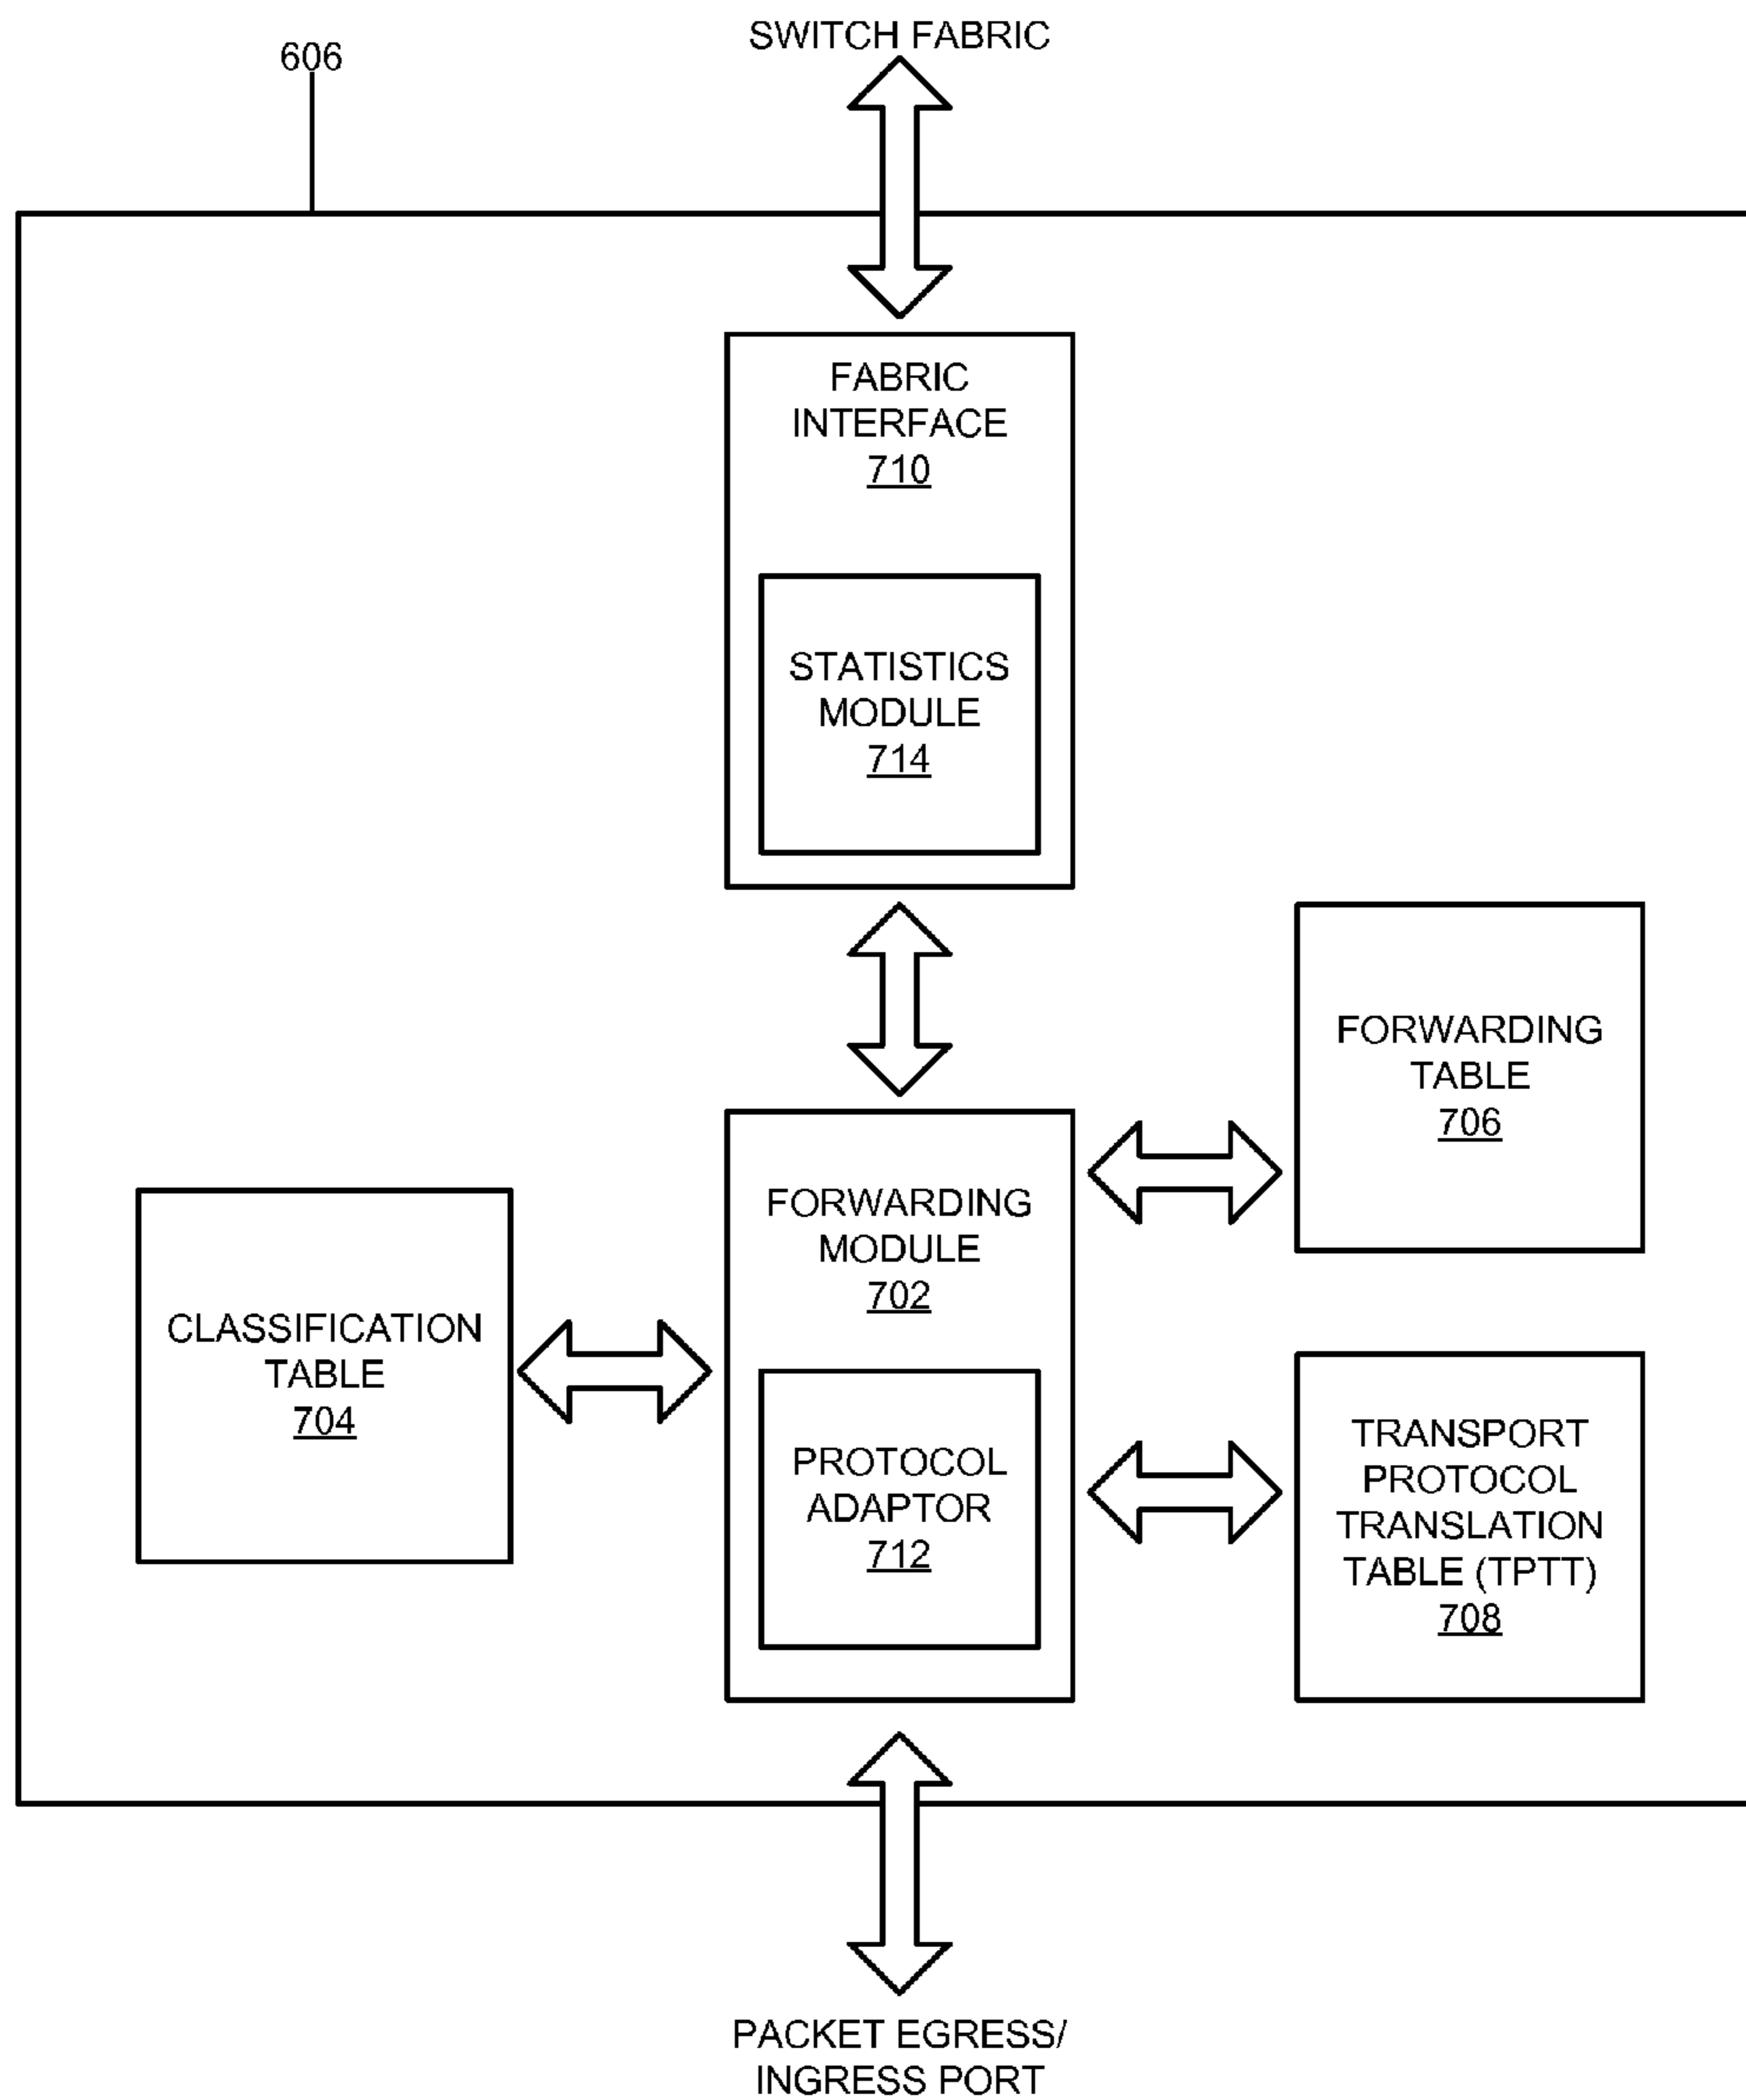 606
SWITCH FABRIC
FABRIC
INTERFACE
710
STATISTICS
MODULE
714
FORWARDING
TABLE
706
FORWARDING
MODULE
702
CLASSIFICATION
TABLE
704
PROTOCOL
ADAPTOR
712
TRANSPORT
PROTOCOL
TRANSLATION
TABLE (TPTT)
708
PACKET EGRESS/
INGRESS PORT